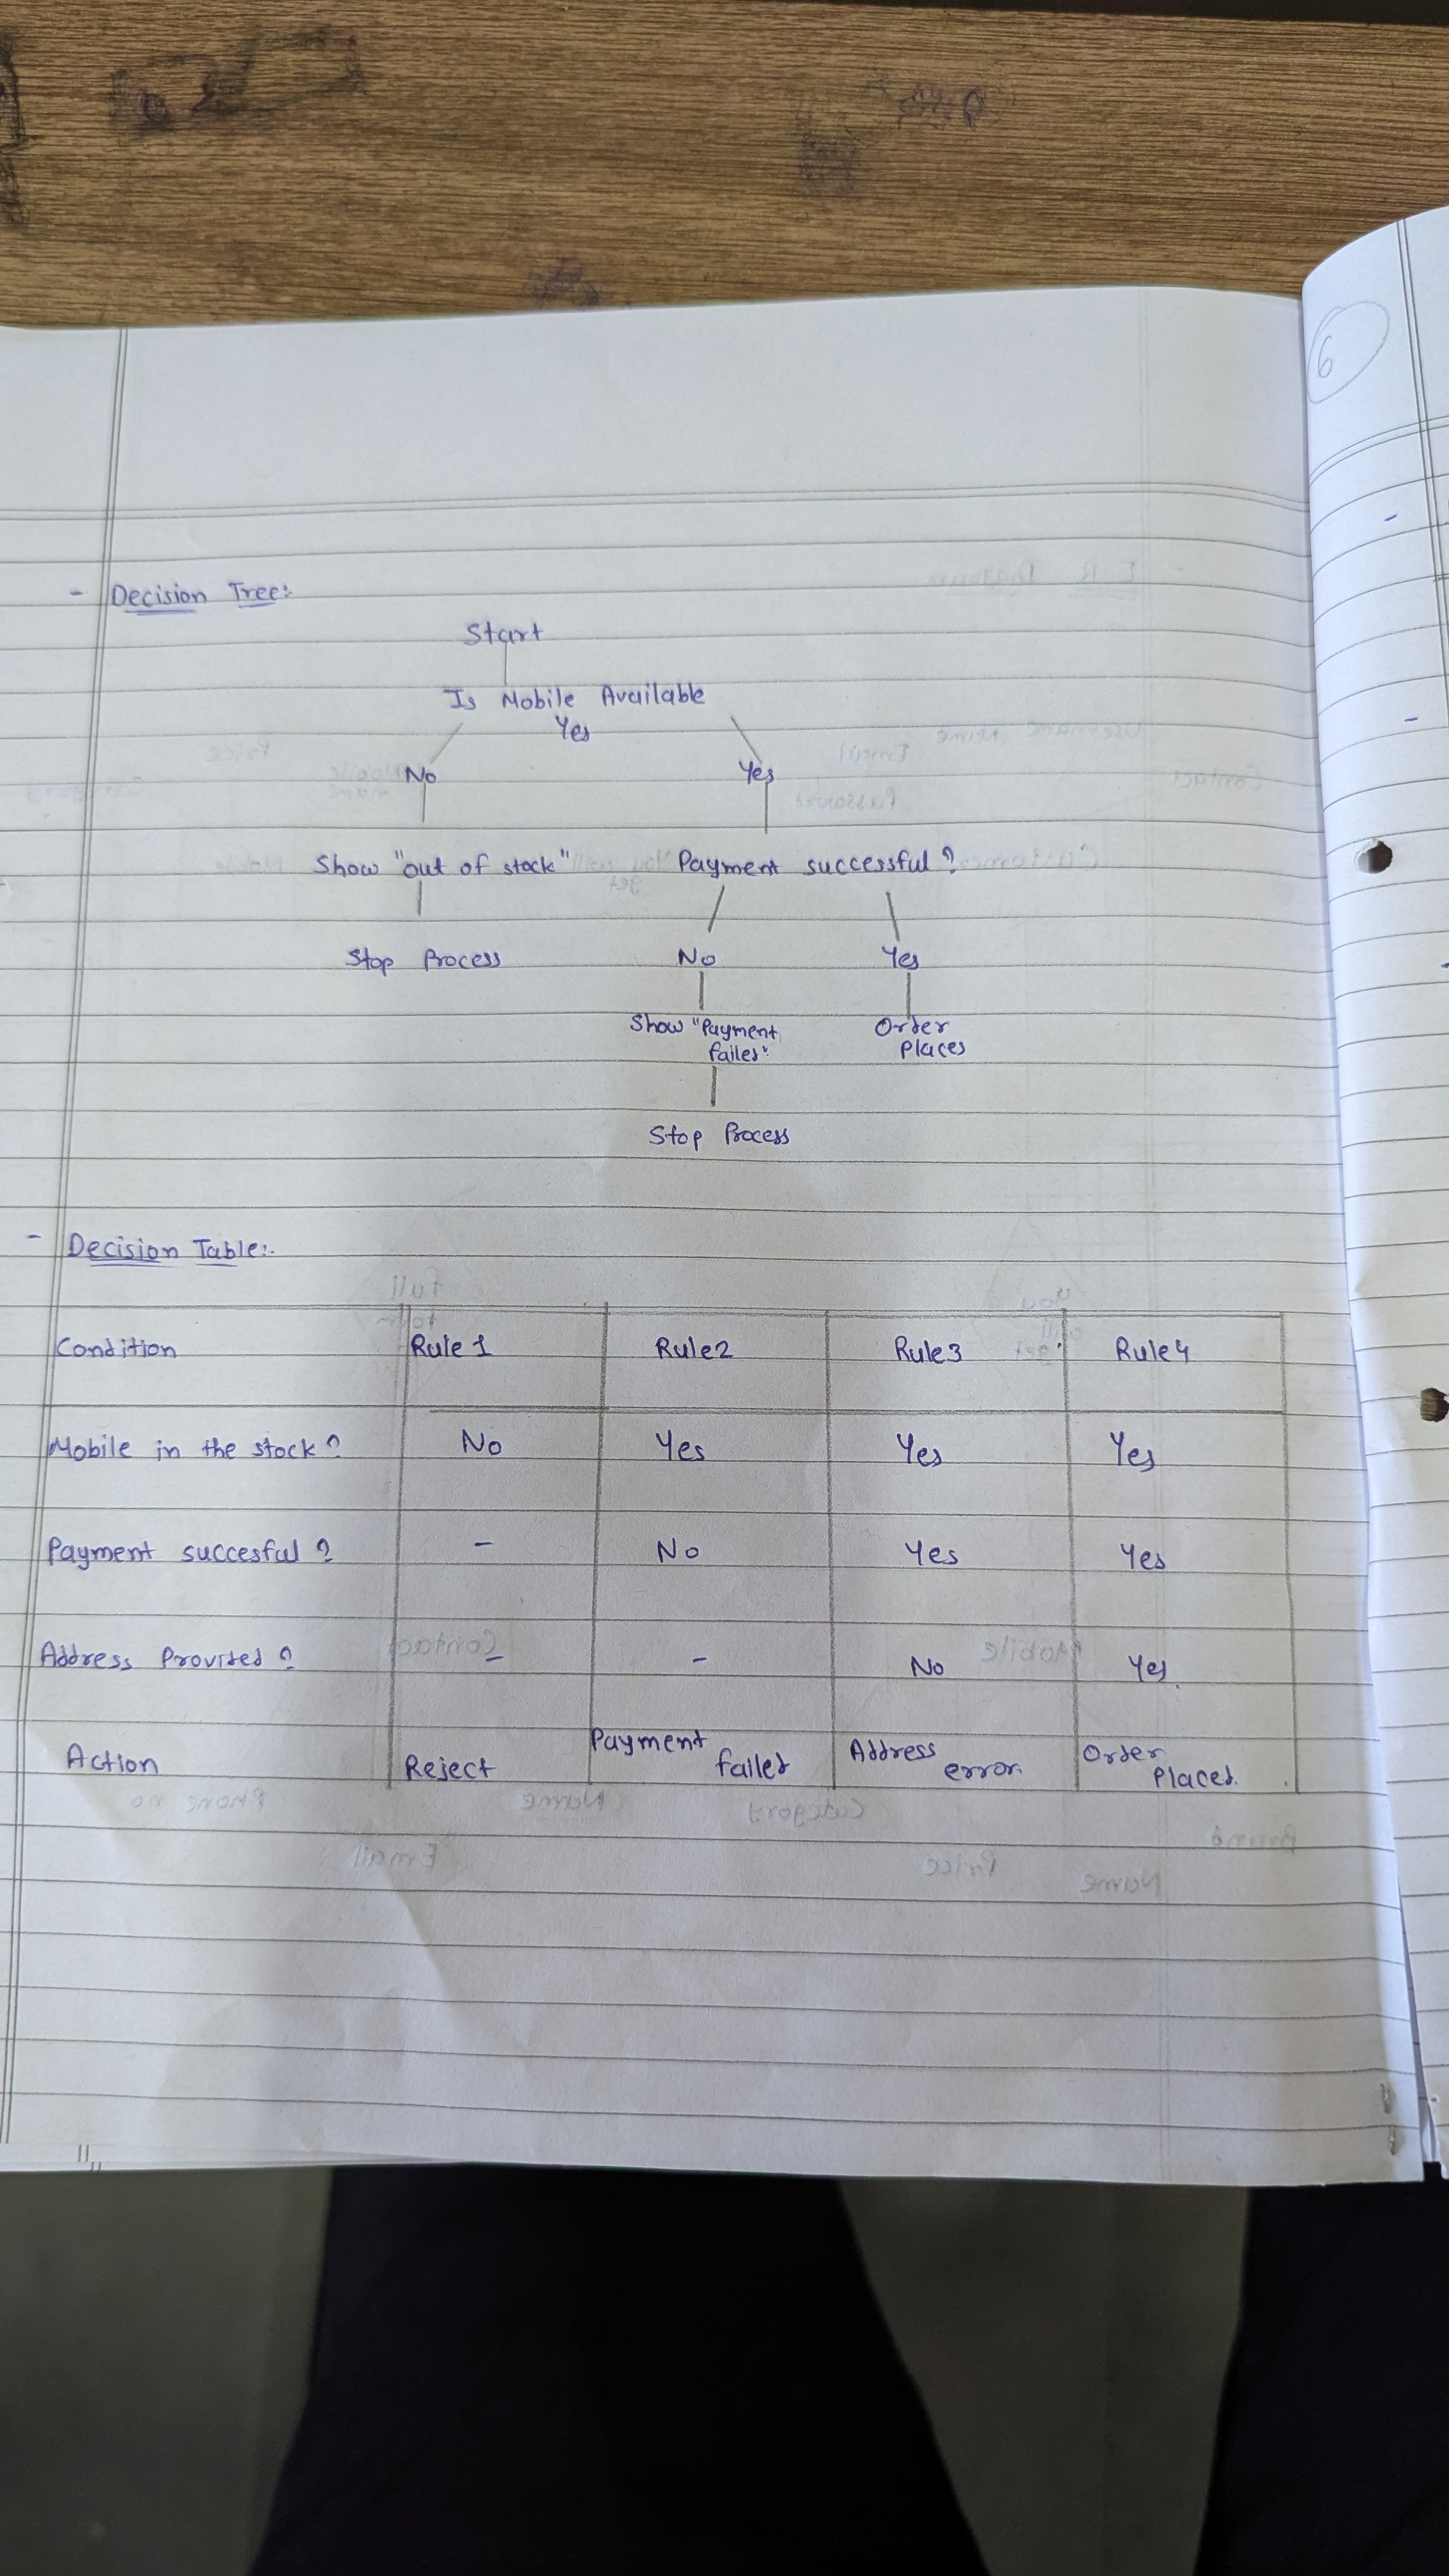 6
- Decision Tree:
Start
Is Mobile Available
Yes
No Yes
Show "out of stock" Payment successful ?
Stop Process No Yes
Show "Payment Order
failed". Places
Stop Process
- Decision Table:
Condition Rule 1 Rule2 Rule3 Rule4
Mobile in the stock? No Yes Yes Yes
Payment succesful ? - No Yes Yes
Address Provided ? - - No Yes.
Action Reject Payment failed Address error. Order Placed.